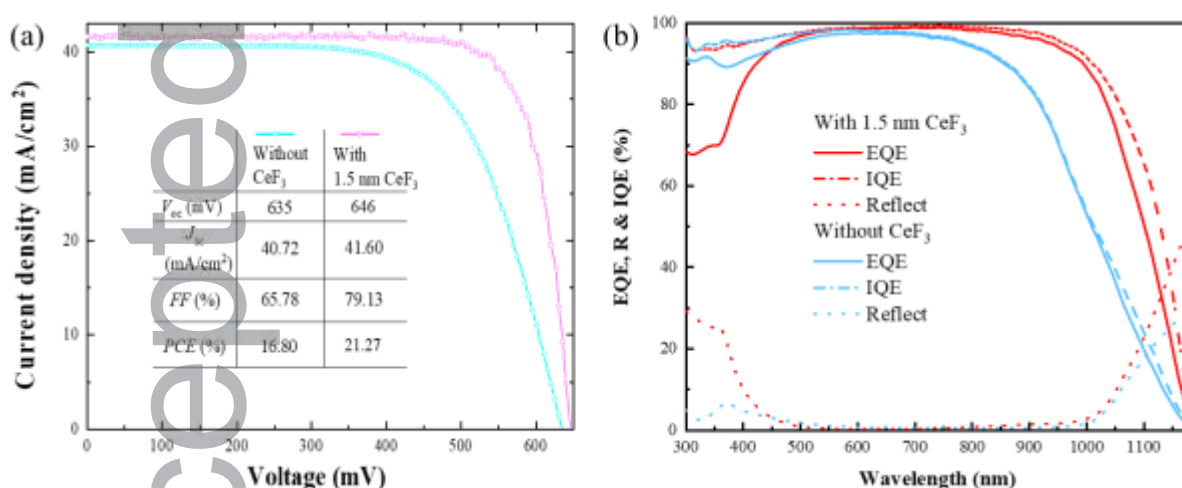 (a)
40
30
20
10
0
Current density (mA/cm²)
0 100 200 300 400 500 600
Voltage (mV)
Without CeF₃ With 1.5 nm CeF₃
V_oc (mV) 635 646
J_sc (mA/cm²) 40.72 41.60
FF (%) 65.78 79.13
PCE (%) 16.80 21.27
cepted
(b)
100
80
60
40
20
0
EQE, R & IQE (%)
300 400 500 600 700 800 900 1000 1100
Wavelength (nm)
With 1.5 nm CeF₃
EQE
IQE
Reflect
Without CeF₃
EQE
IQE
Reflect